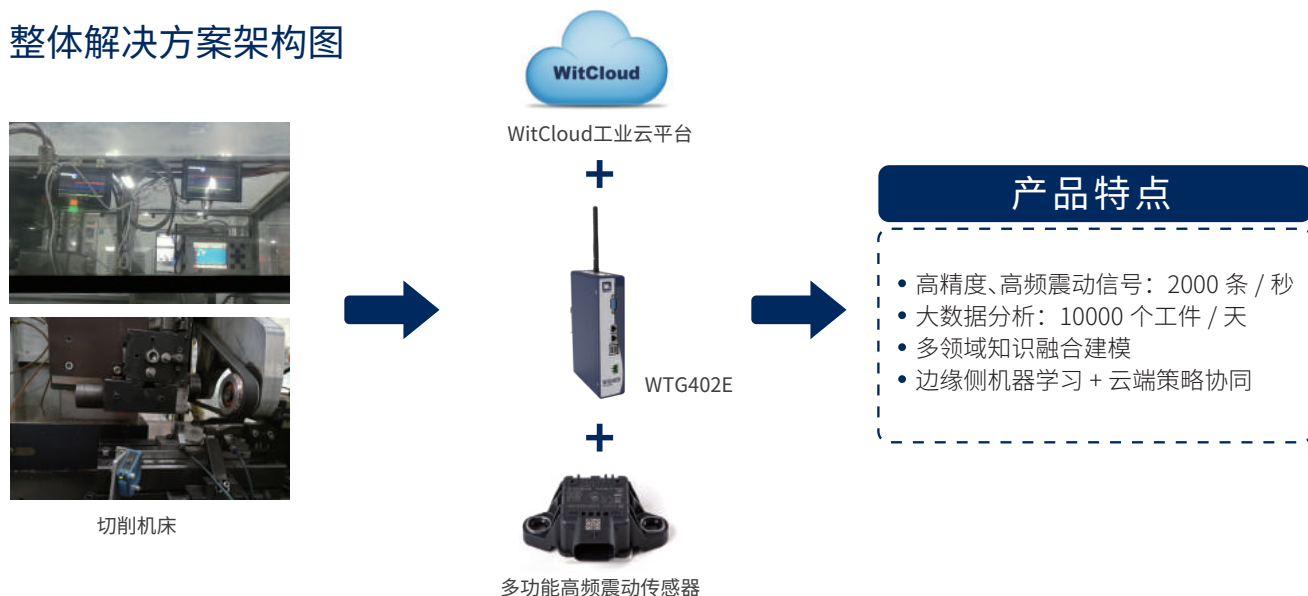 整体解决方案架构图
WitCloud
WitCloud工业云平台
+
WTG402E
+
多功能高频震动传感器
切削机床
产品特点
• 高精度、高频震动信号：2000 条 / 秒
• 大数据分析：10000 个工件 / 天
• 多领域知识融合建模
• 边缘侧机器学习 + 云端策略协同